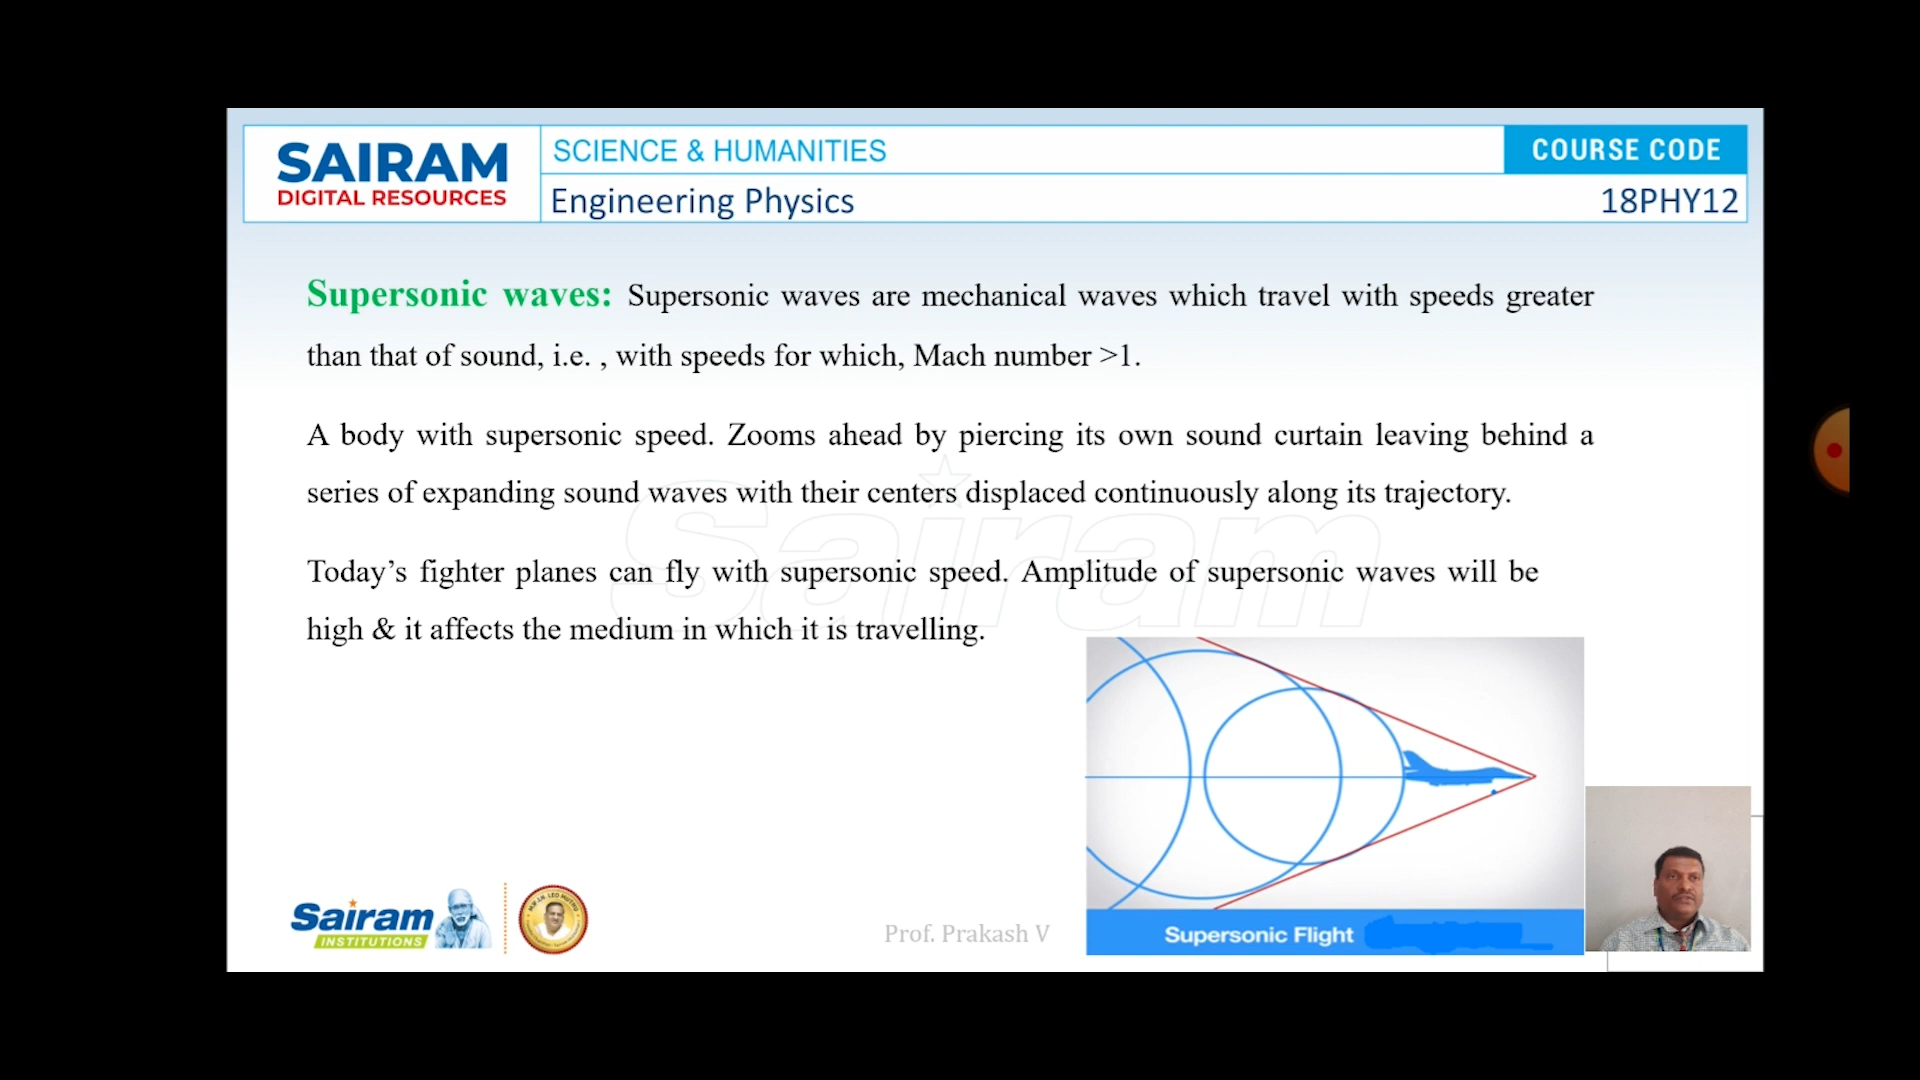 SAIRAM
DIGITAL RESOURCES
SCIENCE & HUMANITIES
COURSE CODE
Engineering Physics
18PHY12
Supersonic waves: Supersonic waves are mechanical waves which travel with speeds greater
than that of sound, i.e. , with speeds for which, Mach number >1.
A body with supersonic speed. Zooms ahead by piercing its own sound curtain leaving behind a
series of expanding sound waves with their centers displaced continuously along its trajectory.
Today’s fighter planes can fly with supersonic speed. Amplitude of supersonic waves will be
high & it affects the medium in which it is travelling.
Sairam
Sairam
INSTITUTIONS
Prof. Prakash V
Supersonic Flight